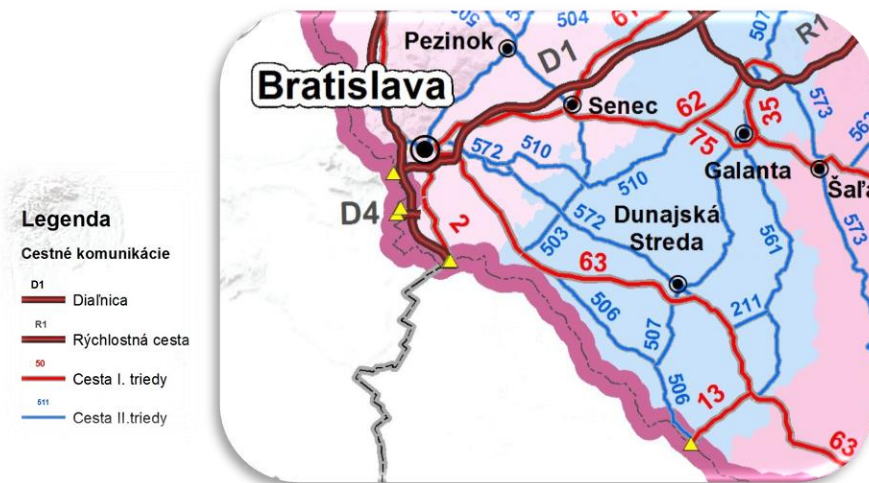 Legenda
Cestné komunikácie
D1
Diaľnica
R1
Rýchlostná cesta
50
Cesta I. triedy
511
Cesta II.triedy
504
61
507
R1
Pezinok
D1
Bratislava
Senec
62
35
573
75
572
510
Galanta
510
Šaľa
D4
2
572
Dunajská
Streda
503
561
573
63
506
507
211
506
13
63